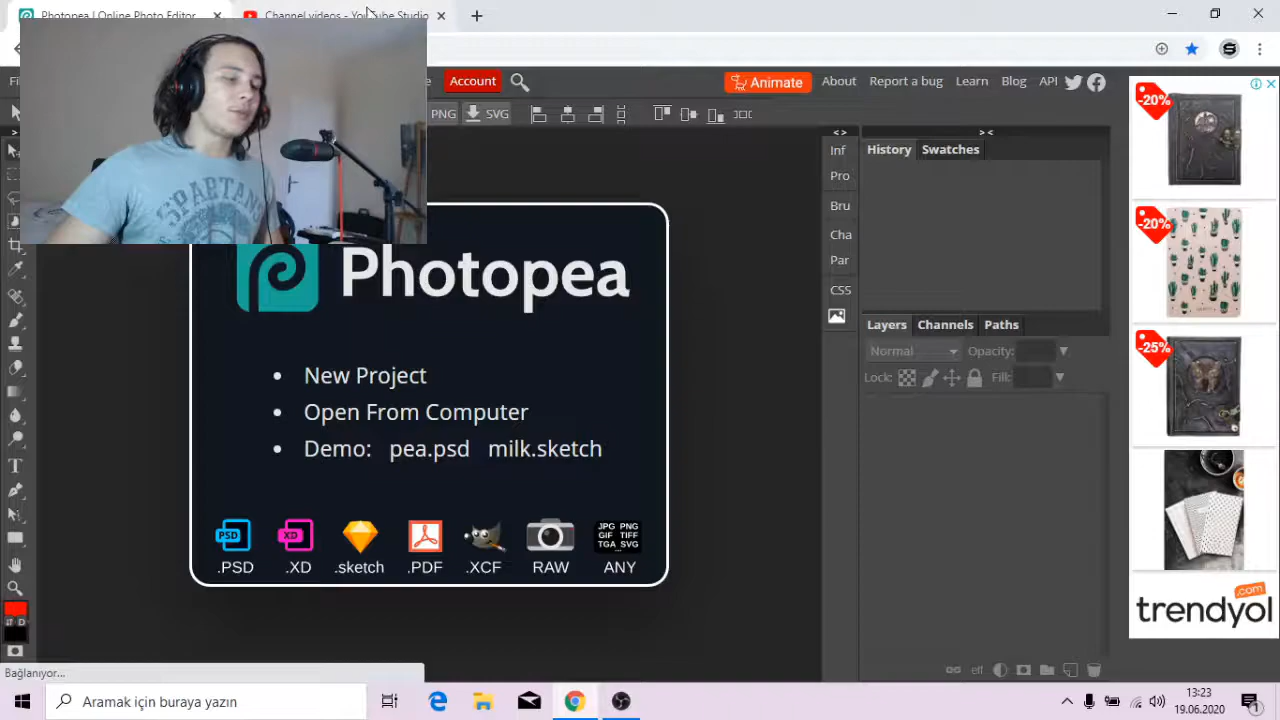 Photopea | Online Photo Editor
Channel videos - YouTube Studio
Account
Animate
About
Report a bug
Learn
Blog
API
PNG
SVG
SPARTANS
Inf
Pro
Bru
Cha
Par
CSS
History
Swatches
Layers
Channels
Paths
Normal
Opacity:
Lock:
Fill:
Photopea
New Project
Open From Computer
Demo: pea.psd milk.sketch
PSD
XD
JPG PNG
GIF TIFF
TGA SVG
.PSD
.XD
.sketch
.PDF
.XCF
RAW
ANY
eff
-20%
-20%
-25%
trendyol
.com
Bağlanıyor...
Aramak için buraya yazın
13:23
19.06.2020
1